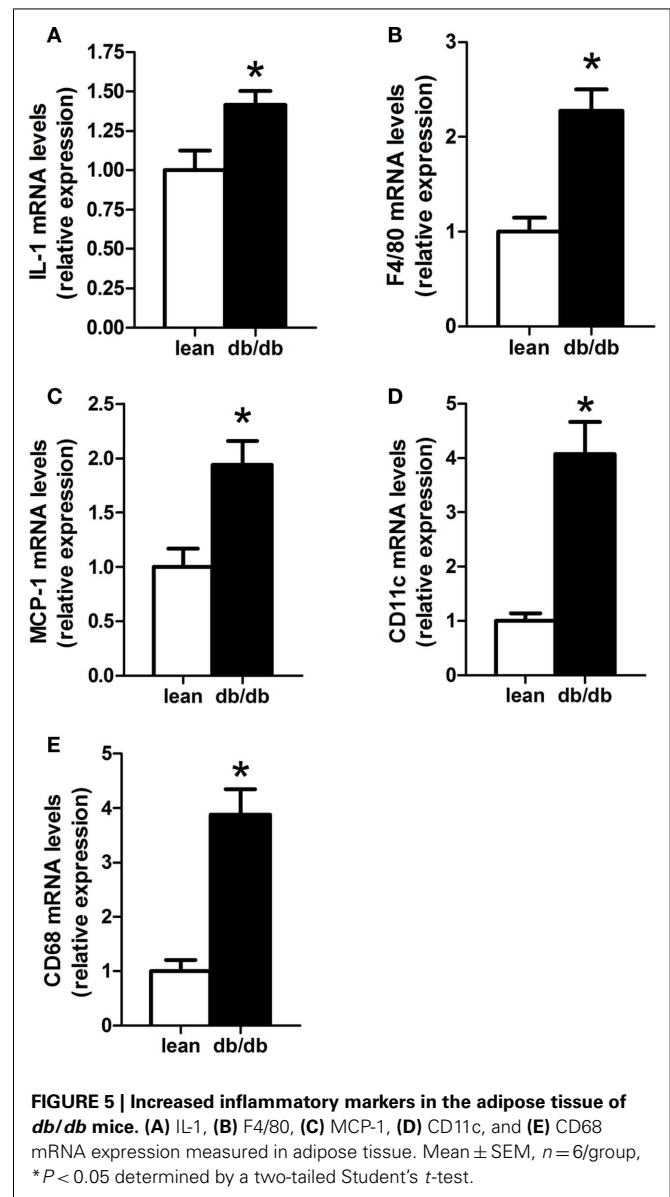 A
IL-1 mRNA levels
(relative expression)
1.75
1.50
1.25
1.00
0.75
0.50
0.25
0.00
*
lean db/db
B
F4/80 mRNA levels
(relative expression)
3
2
1
0
*
lean db/db
C
MCP-1 mRNA levels
(relative expression)
2.5
2.0
1.5
1.0
0.5
0.0
*
lean db/db
D
CD11c mRNA levels
(relative expression)
5
4
3
2
1
0
*
lean db/db
E
CD68 mRNA levels
(relative expression)
5
4
3
2
1
0
*
lean db/db
FIGURE 5 | Increased inflammatory markers in the adipose tissue of
db/db mice. (A) IL-1, (B) F4/80, (C) MCP-1, (D) CD11c, and (E) CD68
mRNA expression measured in adipose tissue. Mean ± SEM, n = 6/group,
*P < 0.05 determined by a two-tailed Student's t-test.